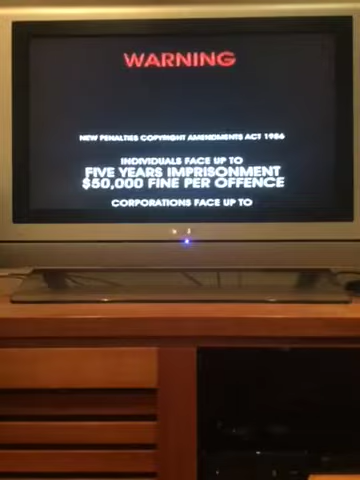 WARNING
NEW PENALTIES COPYRIGHT AMENDMENTS ACT 1986
INDIVIDUALS FACE UP TO
FIVE YEARS IMPRISONMENT
$50,000 FINE PER OFFENCE
CORPORATIONS FACE UP TO